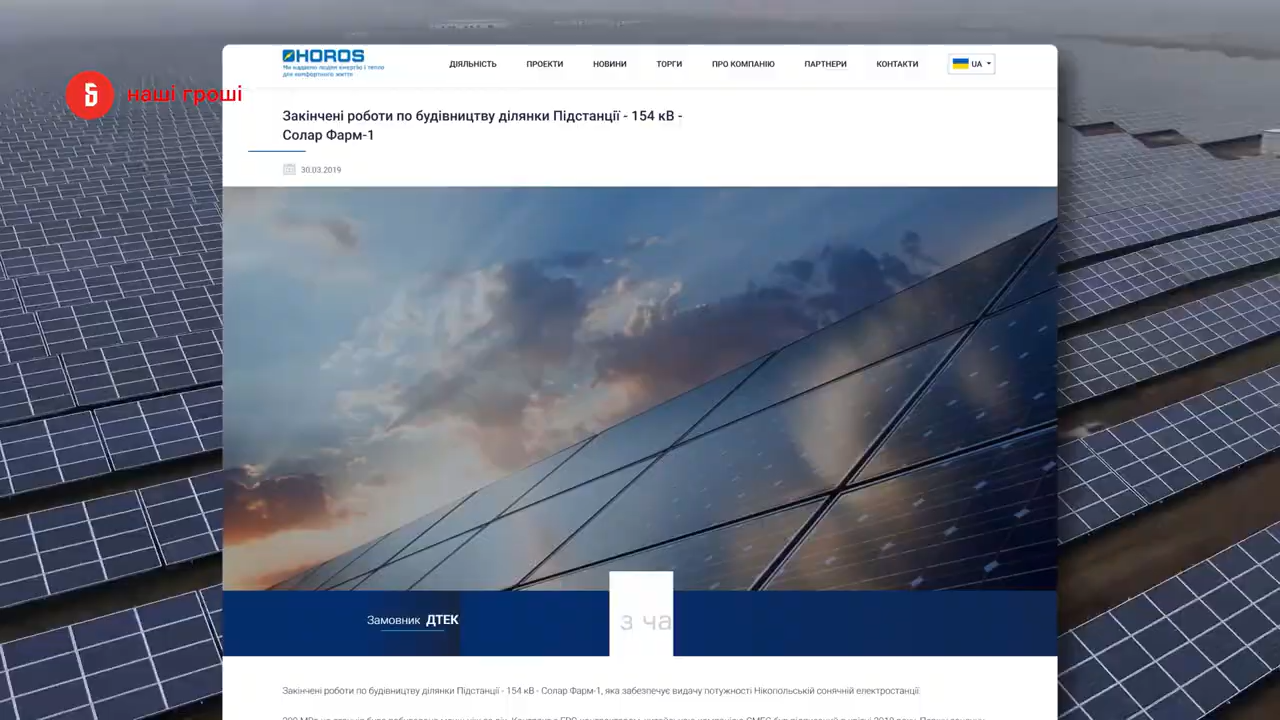 Б наші гроші
HOROS
Ми надаємо людям енергію і тепло
для комфортного життя
ДІЯЛЬНІСТЬ ПРОЕКТИ НОВИНИ ТОРГИ ПРО КОМПАНІЮ ПАРТНЕРИ КОНТАКТИ UA
Закінчені роботи по будівництву ділянки Підстанції - 154 кВ -
Солар Фарм-1
30.03.2019
Замовник ДТЕК
з ча
Закінчені роботи по будівництву ділянки Підстанції - 154 кВ - Солар Фарм-1, яка забезпечує видачу потужності Нікопольській сонячній електростанції.